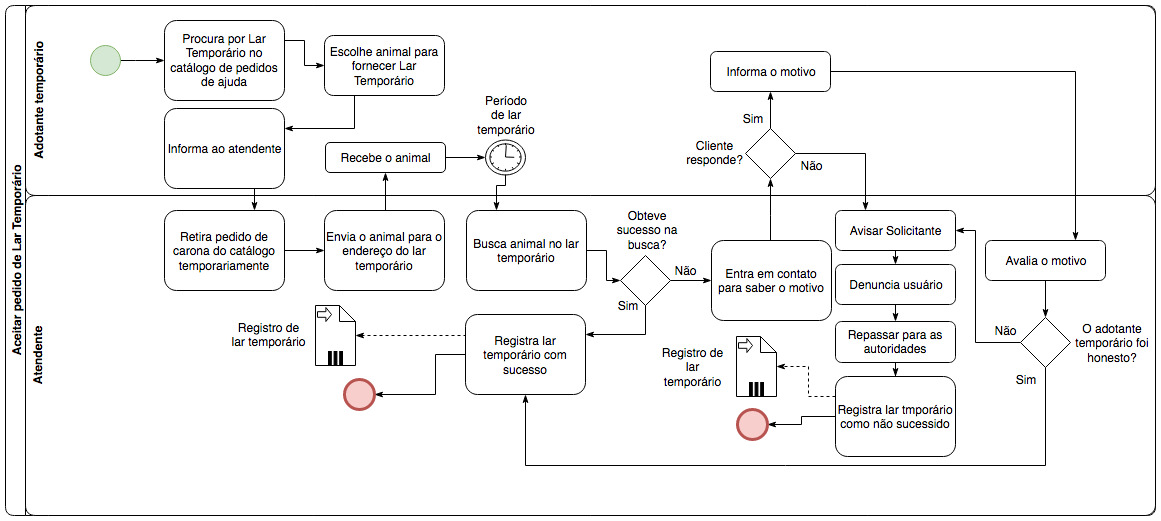 Aceitar pedido de Lar Temporário
Adotante temporário
Procura por Lar
Temporário no
catálogo de pedidos
de ajuda
Escolhe animal para
fornecer Lar
Temporário
Informa ao atendente
Recebe o animal
Período
de lar
temporário
Informa o motivo
Sim
Cliente
responde?
Não
Atendente
Retira pedido de
carona do catálogo
temporariamente
Envia o animal para o
endereço do lar
temporário
Busca animal no lar
temporário
Obteve
sucesso na
busca?
Não
Sim
Entra em contato
para saber o motivo
Avisar Solicitante
Denuncia usuário
Repassar para as
autoridades
Registra lar tmporário
como não sucessido
Avalia o motivo
Não
O adotante
temporário foi
honesto?
Sim
Registro de
lar temporário
Registra lar
temporário com
sucesso
Registro de
lar
temporário